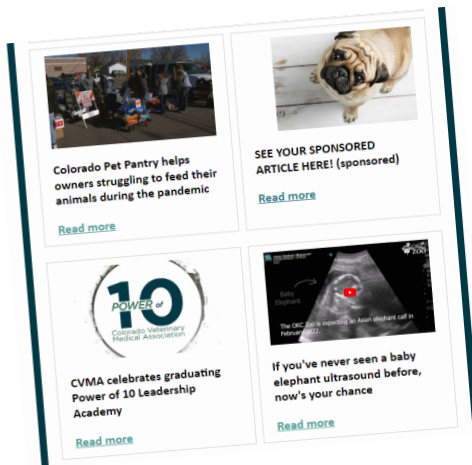 Colorado Pet Pantry helps
owners struggling to feed their
animals during the pandemic
Read more
SEE YOUR SPONSORED
ARTICLE HERE! (sponsored)
Read more
10
POWER of
Colorado Veterinary
Medical Association
CVMA celebrates graduating
Power of 10 Leadership
Academy
Read more
ZOO
Baby
Elephant
The OKC Zoo is expecting an Asian elephant calf in
February 2022.
If you've never seen a baby
elephant ultrasound before,
now's your chance
Read more